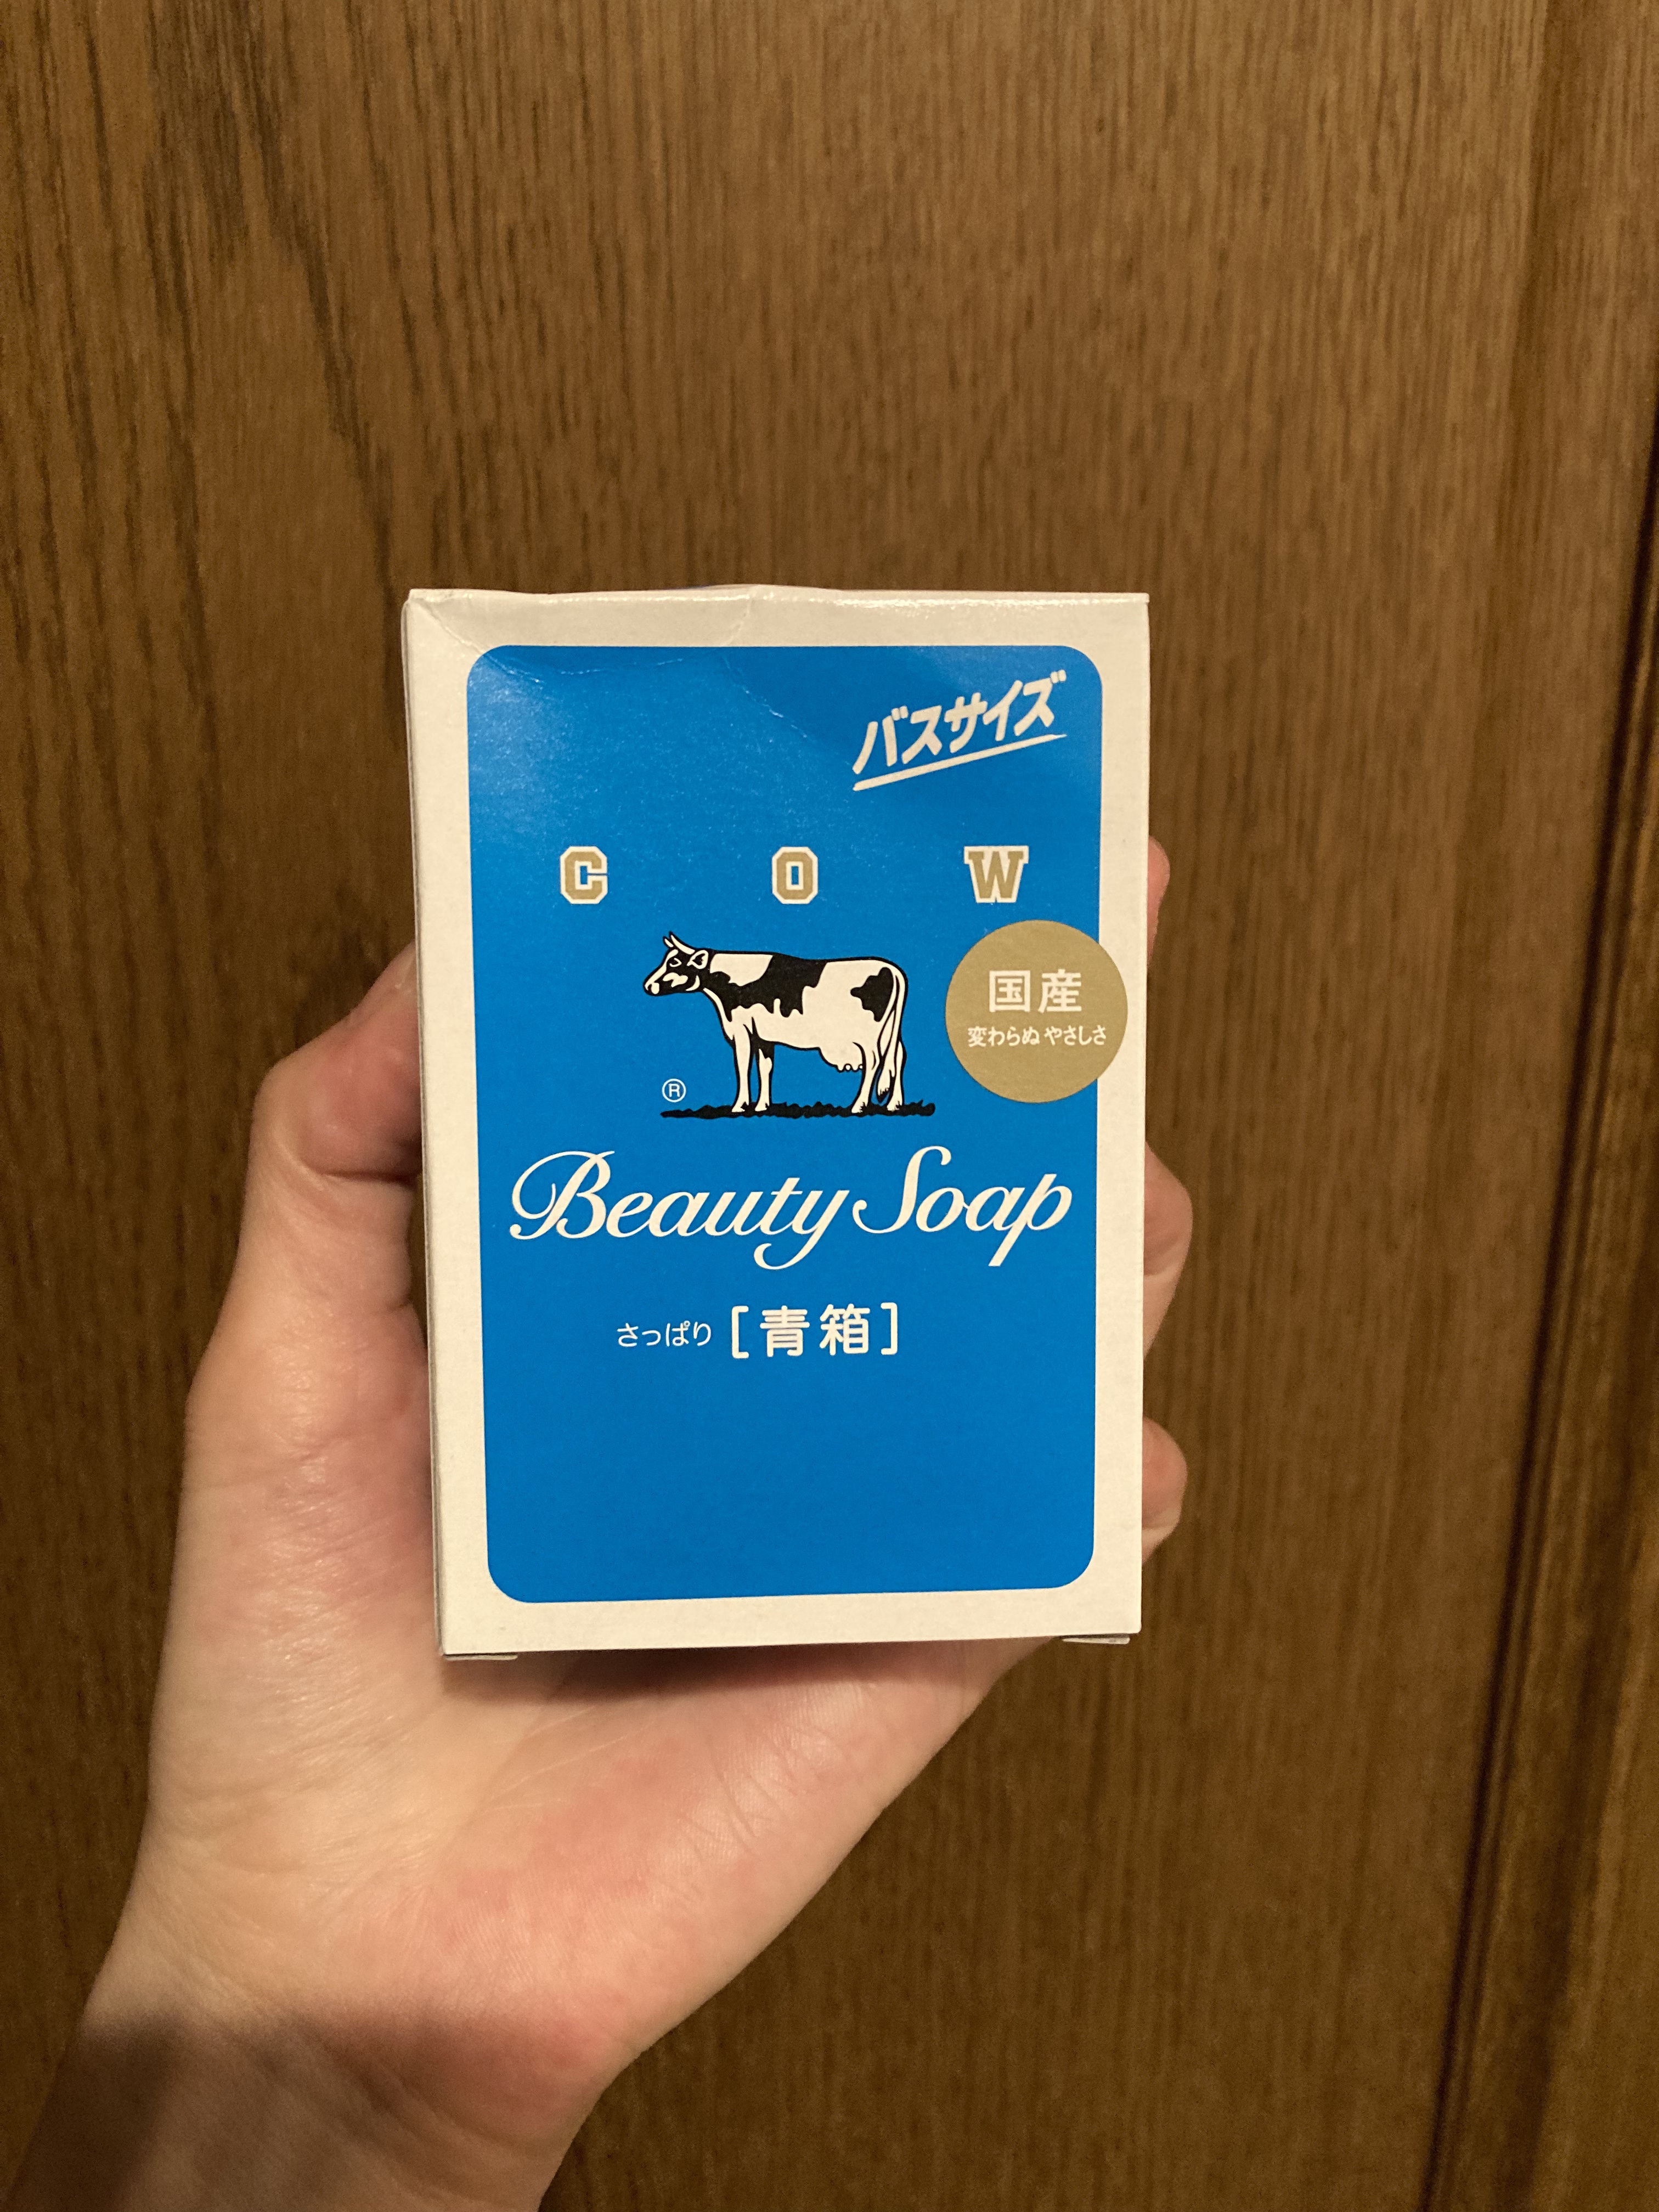 バスサイズ
C O W
国産
変わらぬ やさしさ
®
Beauty Soap
さっぱり [青箱]